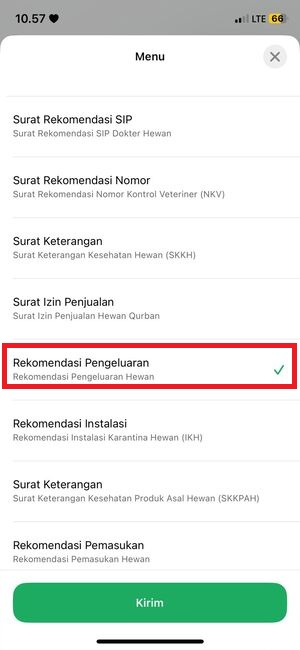 10.57
LTE 66
Menu
Surat Rekomendasi SIP
Surat Rekomendasi SIP Dokter Hewan
Surat Rekomendasi Nomor
Surat Rekomendasi Nomor Kontrol Veteriner (NKV)
Surat Keterangan
Surat Keterangan Kesehatan Hewan (SKKH)
Surat Izin Penjualan
Surat Izin Penjualan Hewan Qurban
Rekomendasi Pengeluaran
Rekomendasi Pengeluaran Hewan
Rekomendasi Instalasi
Rekomendasi Instalasi Karantina Hewan (IKH)
Surat Keterangan
Surat Keterangan Kesehatan Produk Asal Hewan (SKKPAH)
Rekomendasi Pemasukan
Rekomendasi Pemasukan Hewan
Kirim